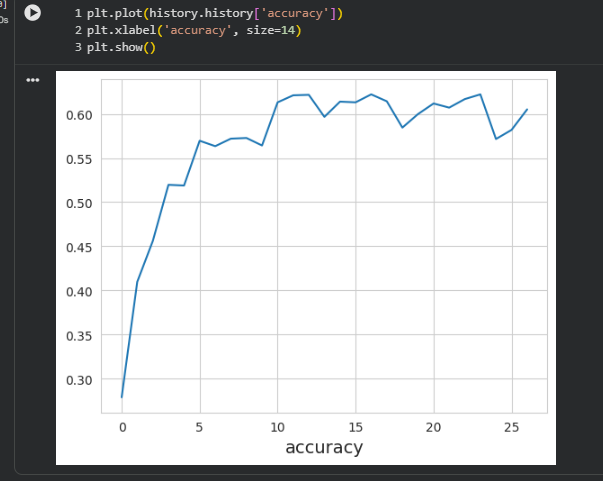 1 plt.plot(history.history['accuracy'])
2 plt.xlabel('accuracy', size=14)
3 plt.show()
0.60
0.55
0.50
0.45
0.40
0.35
0.30
0 5 10 15 20 25
accuracy